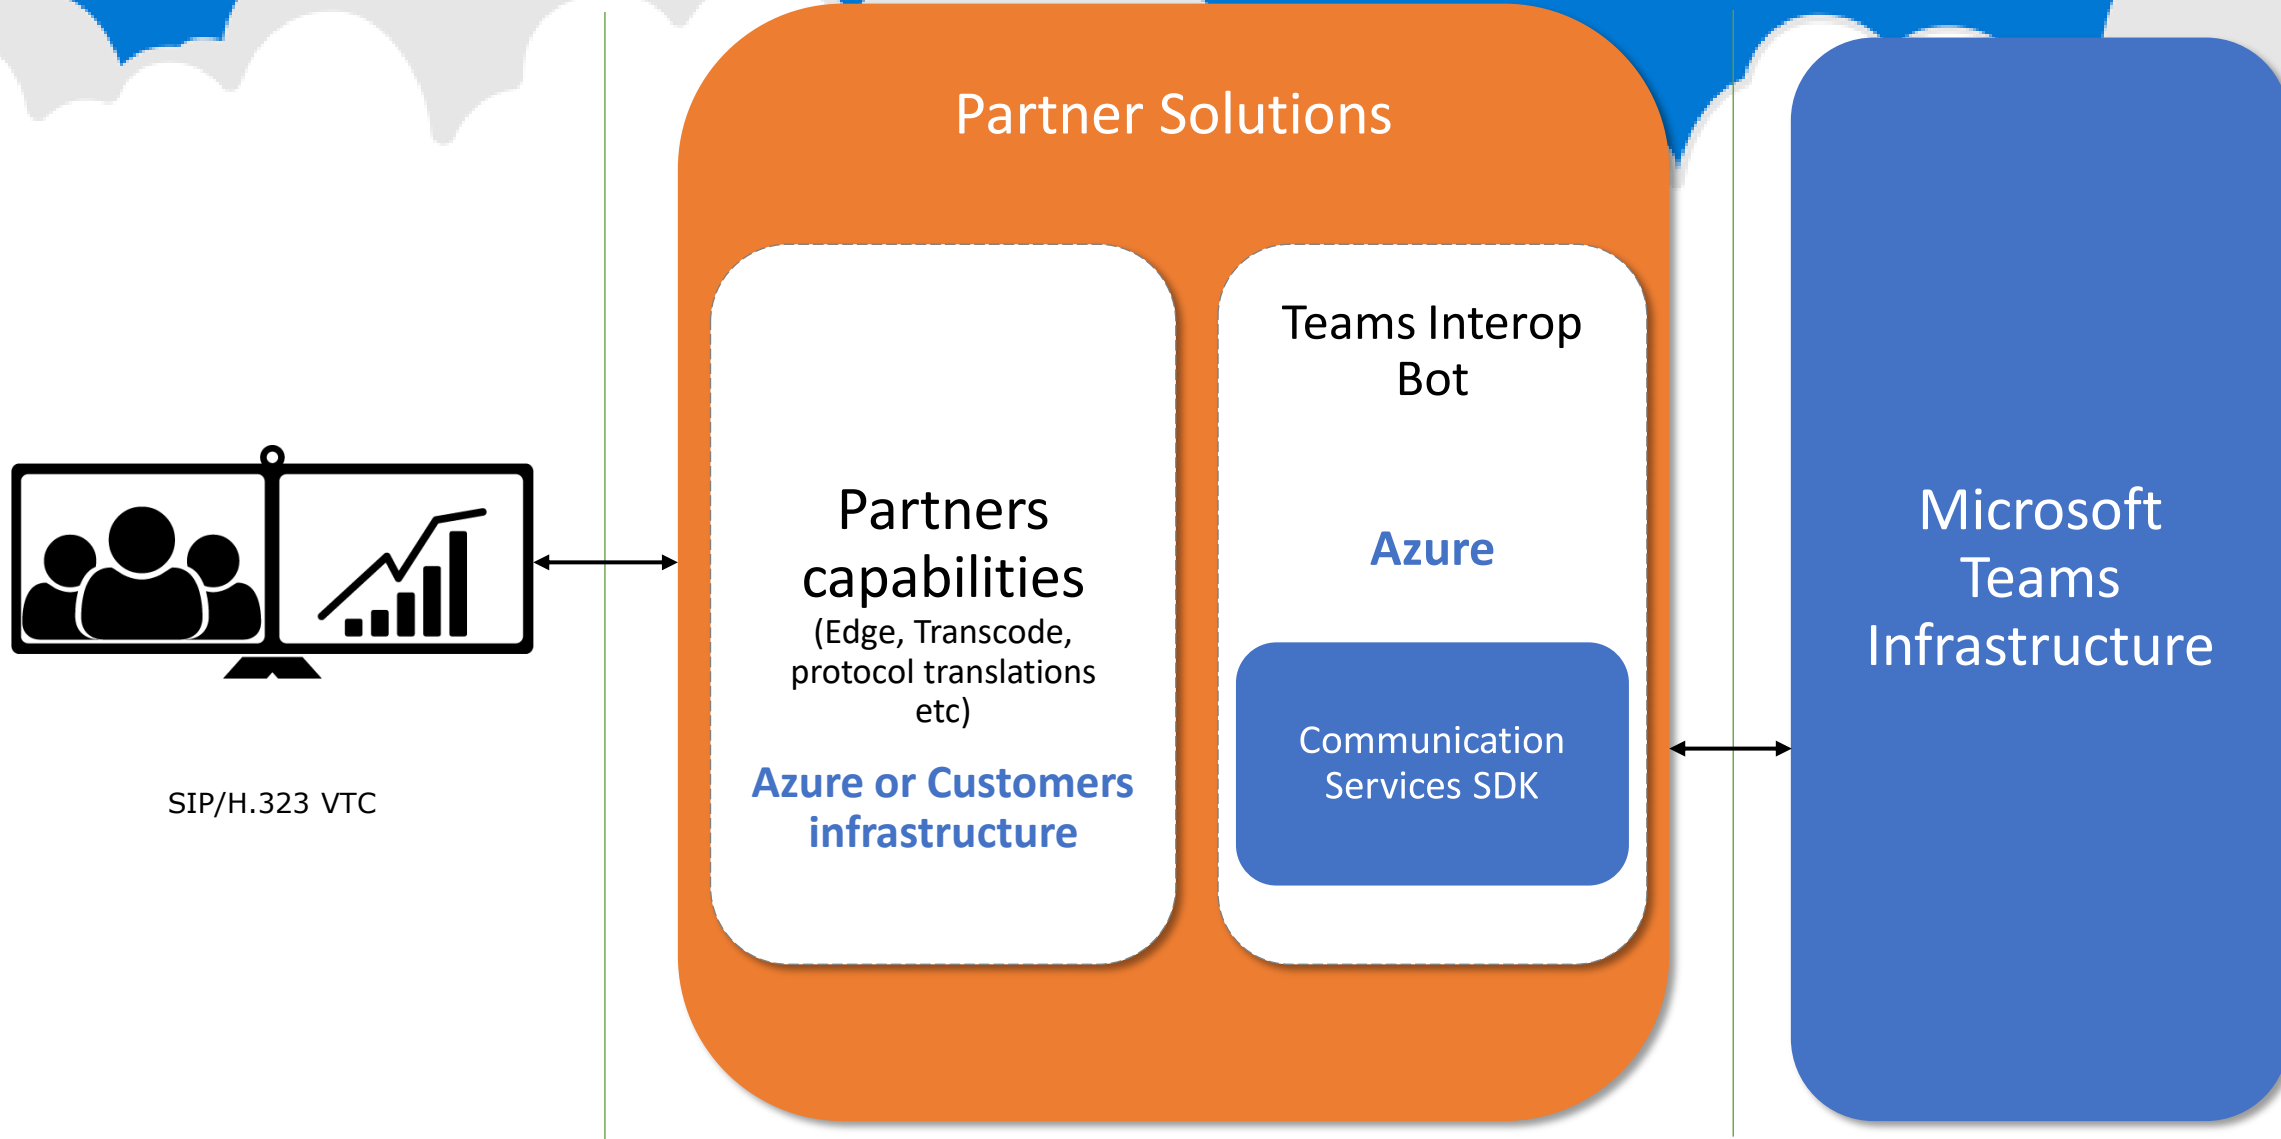 Partner Solutions
SIP/H.323 VTC
Partners
capabilities
(Edge, Transcode,
protocol translations
etc)
Azure or Customers
infrastructure
Teams Interop
Bot
Azure
Communication
Services SDK
Microsoft
Teams
Infrastructure